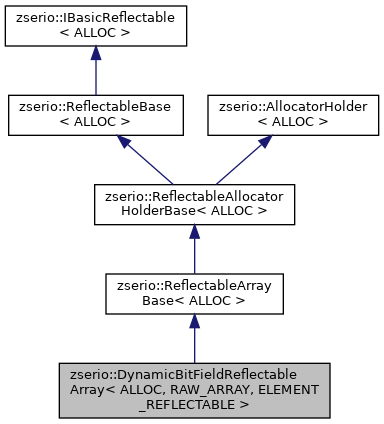 zserio::IBasicReflectable
< ALLOC >
zserio::ReflectableBase
< ALLOC >
zserio::AllocatorHolder
< ALLOC >
zserio::ReflectableAllocator
HolderBase< ALLOC >
zserio::ReflectableArray
Base< ALLOC >
zserio::DynamicBitFieldReflectable
Array< ALLOC, RAW_ARRAY, ELEMENT
_REFLECTABLE >